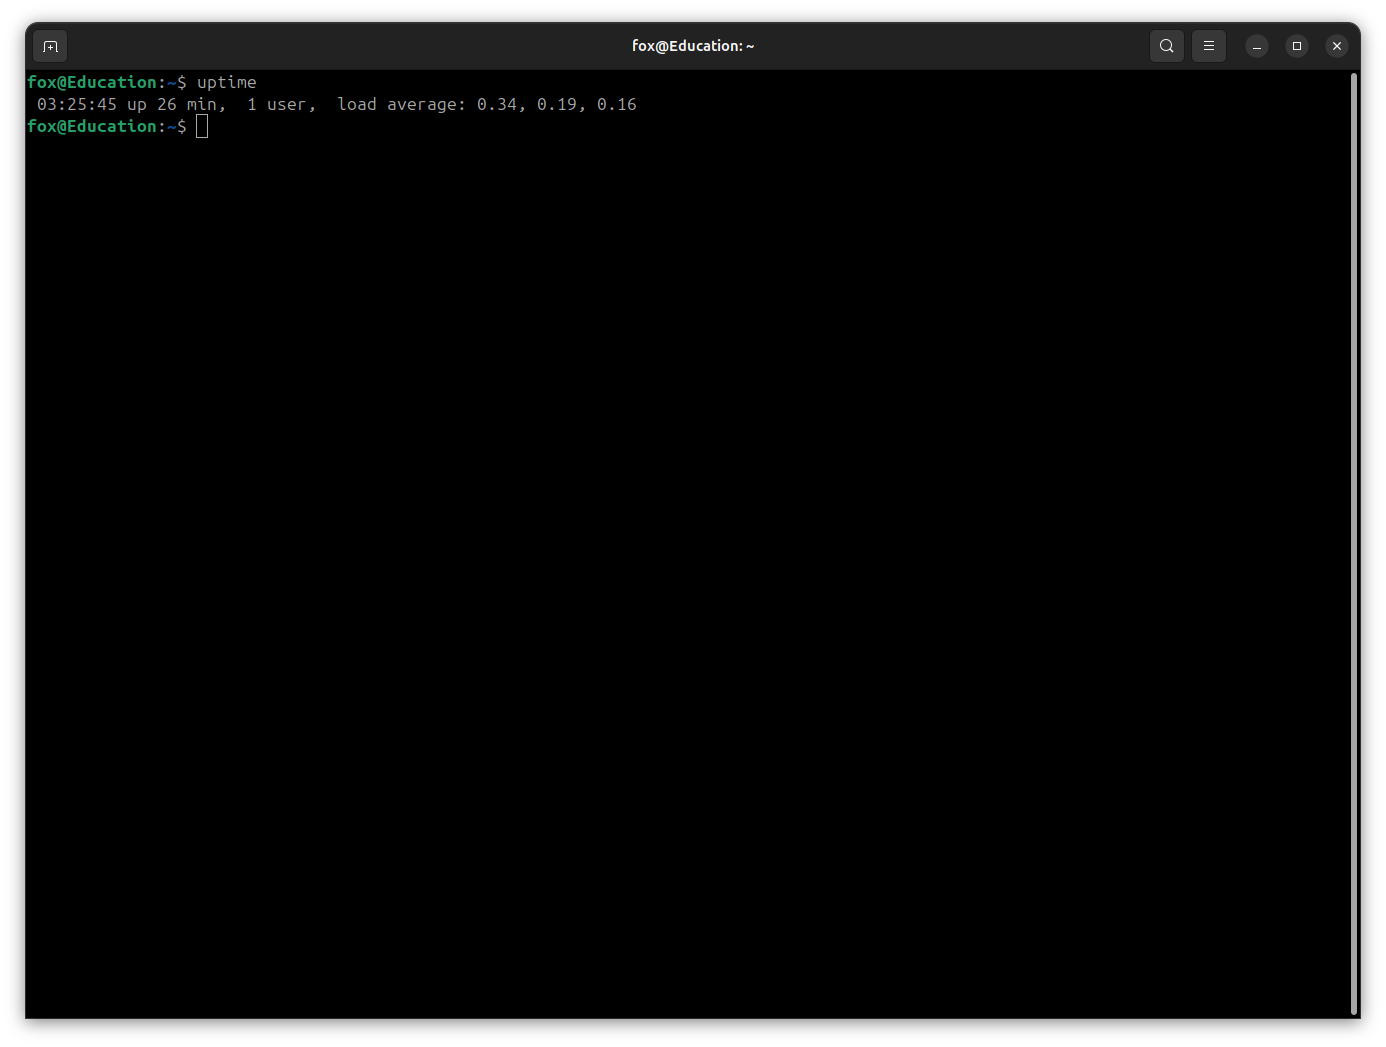 fox@Education: ~
fox@Education:~$ uptime
 03:25:45 up 26 min,  1 user,  load average: 0.34, 0.19, 0.16
fox@Education:~$